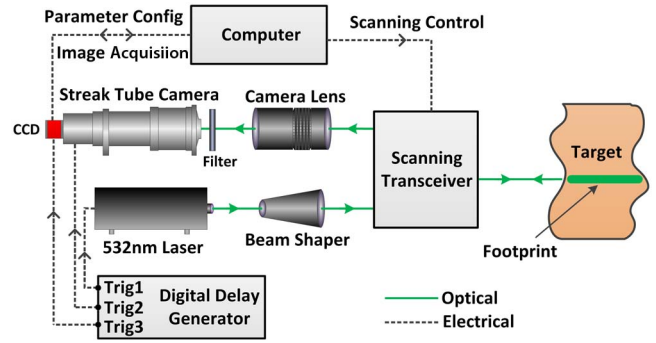 Parameter Config
Image Acquisiion
Computer
Scanning Control
Streak Tube Camera
Camera Lens
CCD
Filter
Scanning
Transceiver
Target
532nm Laser
Beam Shaper
Footprint
Trig1
Trig2
Trig3
Digital Delay
Generator
Optical
Electrical